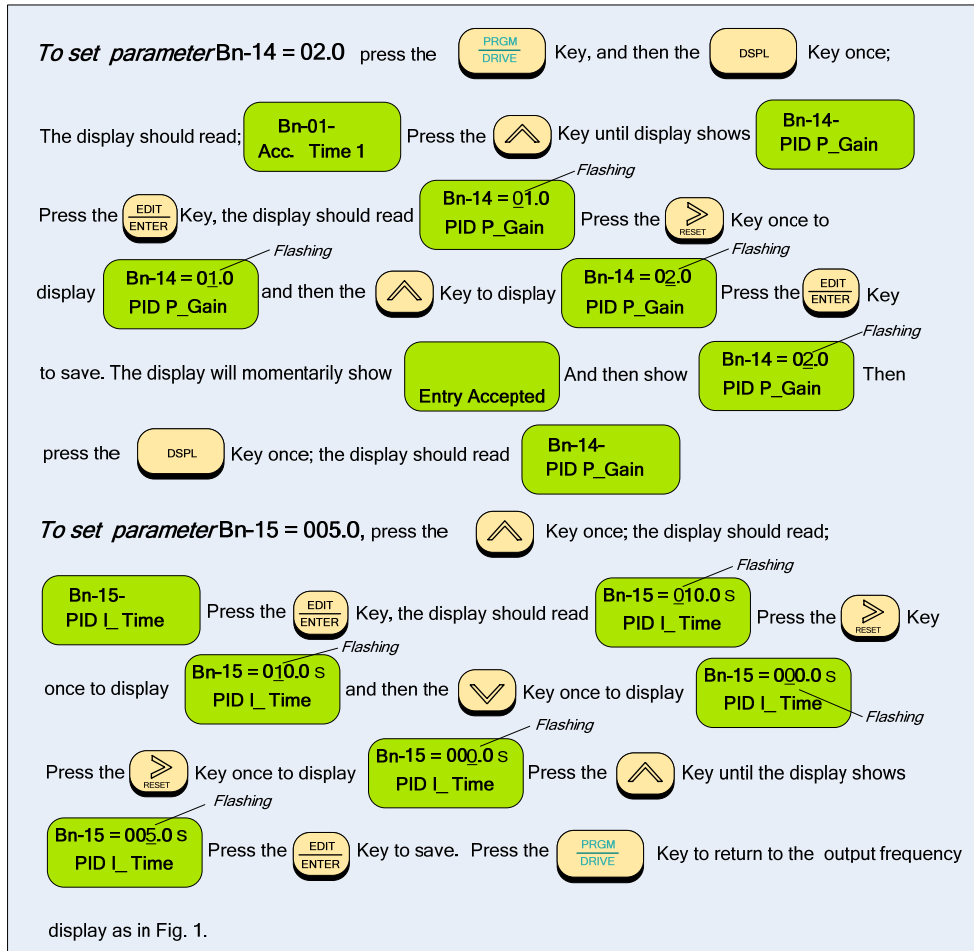 To set parameter Bn-14 = 02.0 press the PRGM DRIVE Key, and then the DSPL Key once;
The display should read; Bn-01- Acc. Time 1 Press the Key until display shows Bn-14- PID P_Gain
Flashing
Press the EDIT ENTER Key, the display should read Bn-14 = 01.0 PID P_Gain Press the RESET Key once to
Flashing Flashing
display Bn-14 = 01.0 PID P_Gain and then the Key to display Bn-14 = 02.0 PID P_Gain Press the EDIT ENTER Key
Flashing
to save. The display will momentarily show Entry Accepted And then show Bn-14 = 02.0 PID P_Gain Then
press the DSPL Key once; the display should read Bn-14- PID P_Gain
To set parameter Bn-15 = 005.0, press the Key once; the display should read;
Flashing
Bn-15- PID I_ Time Press the EDIT ENTER Key, the display should read Bn-15 = 010.0 S PID I_ Time Press the RESET Key
Flashing
once to display Bn-15 = 010.0 S PID I_ Time and then the Key once to display Bn-15 = 000.0 S PID I_ Time Flashing
Flashing
Press the RESET Key once to display Bn-15 = 000.0 S PID I_ Time Press the Key until the display shows
Flashing
Bn-15 = 005.0 S PID I_ Time Press the EDIT ENTER Key to save. Press the PRGM DRIVE Key to return to the output frequency
display as in Fig. 1.